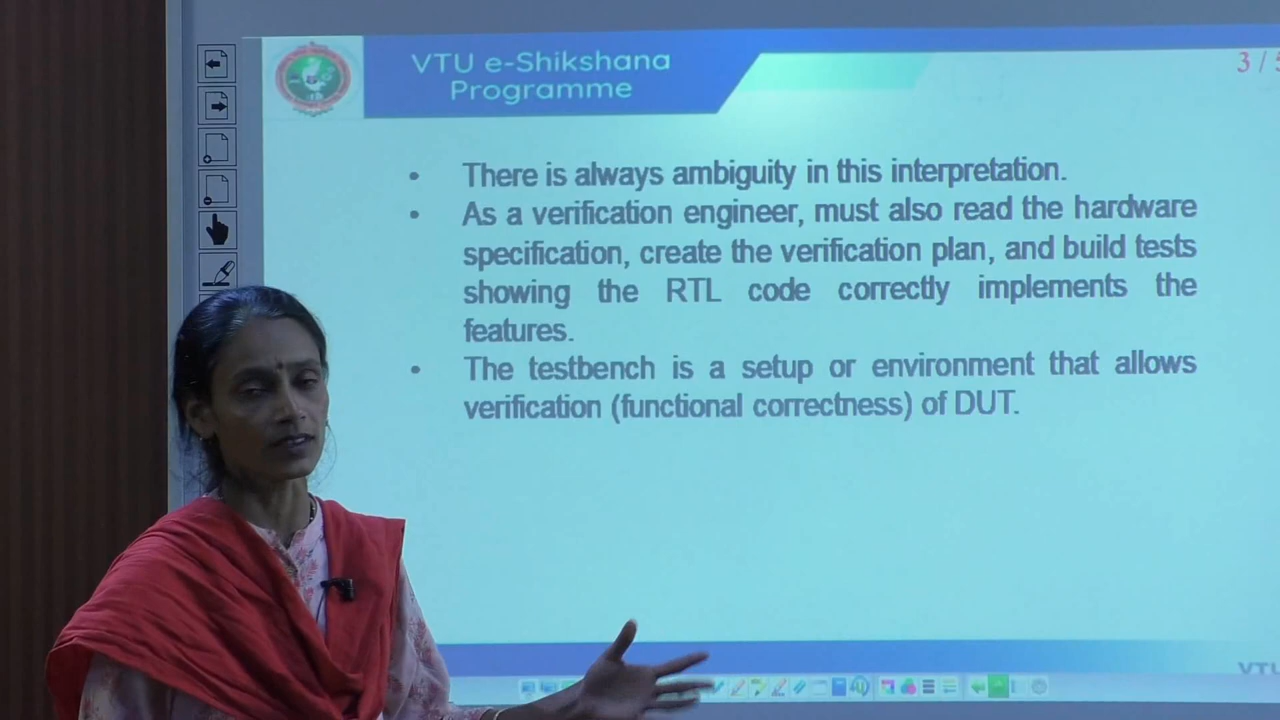 VTU e-Shikshana
Programme
3 / 5
• There is always ambiguity in this interpretation.
• As a verification engineer, must also read the hardware
specification, create the verification plan, and build tests
showing the RTL code correctly implements the
features.
• The testbench is a setup or environment that allows
verification (functional correctness) of DUT.
VTU